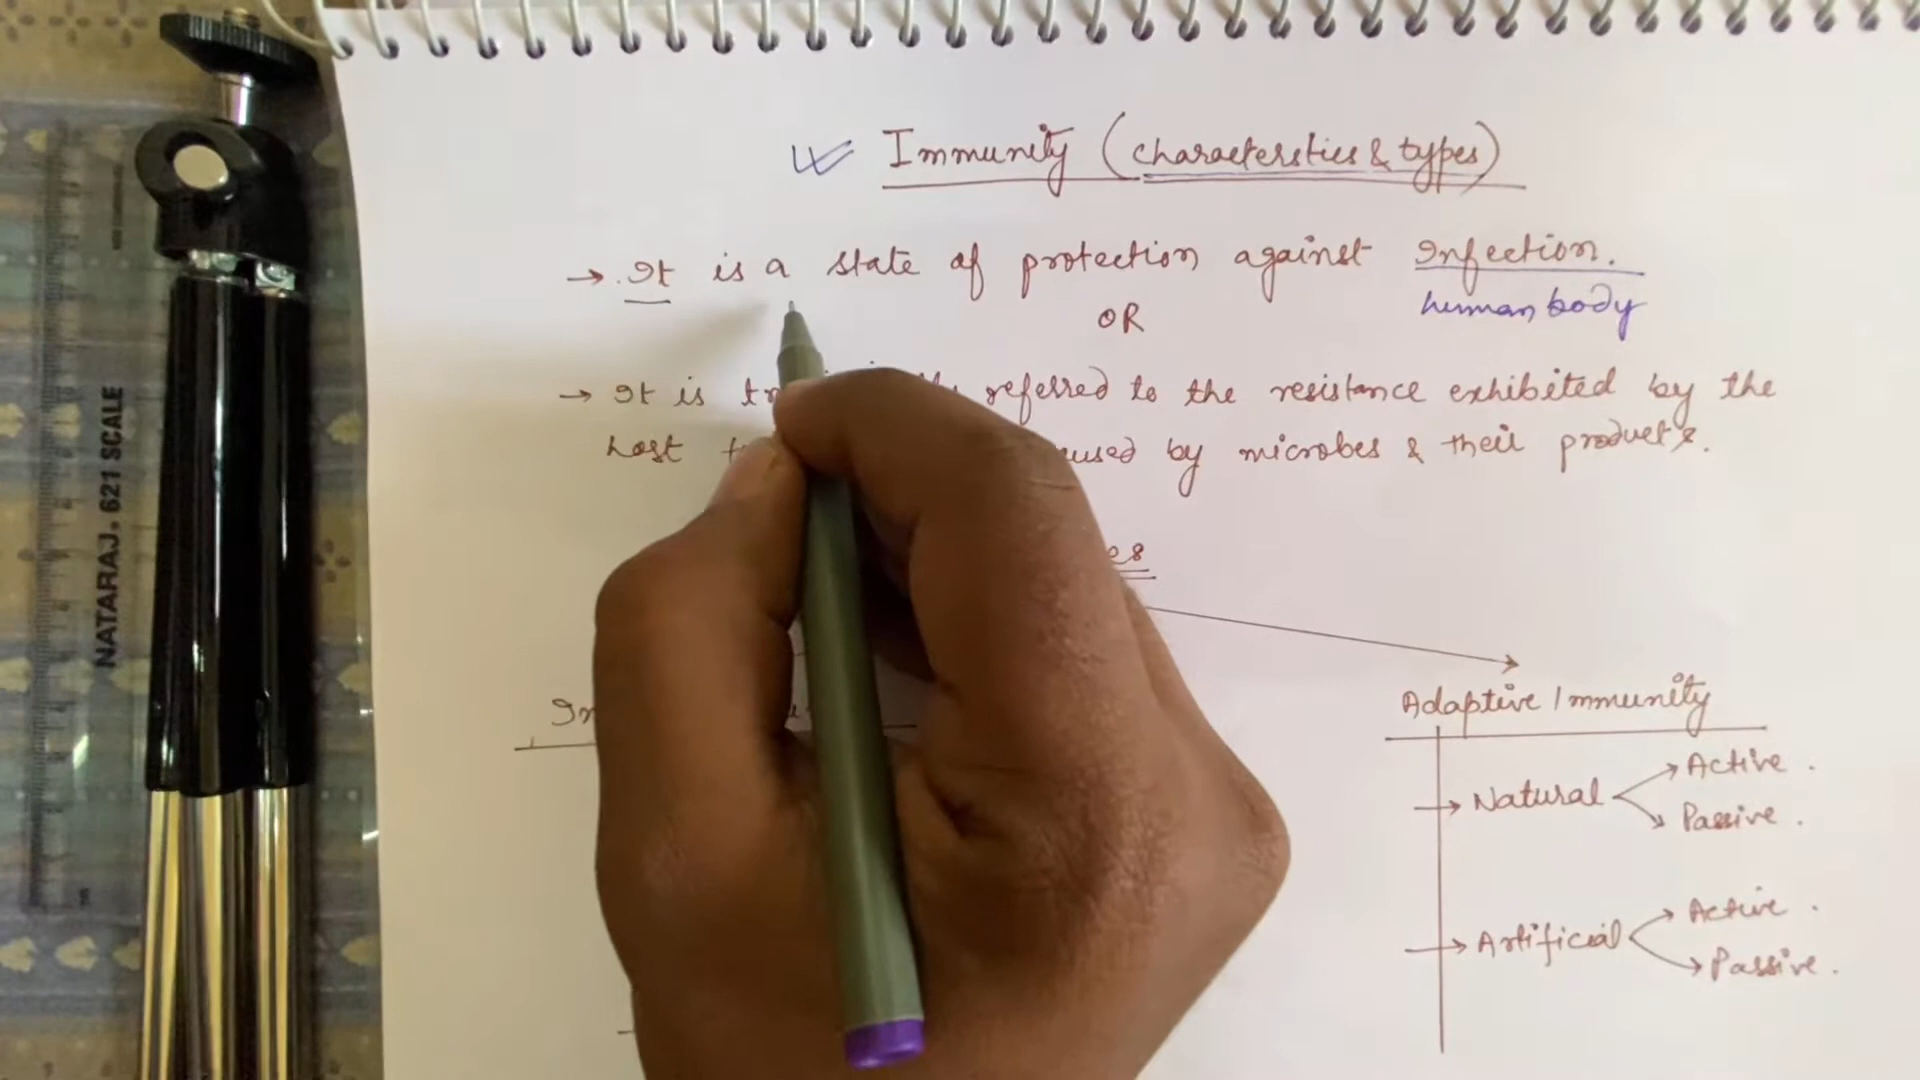 Immunity (characterstics & types)
→ It is a state of protection against Infection.
human body
OR
→ It is referred to the resistance exhibited by the
host by microbes & their product's.
Adaptive Immunity
→ Natural → Active .
→ Passive .
→ Artificial → Active .
→ Passive .
NATARAJ. 621 SCALE